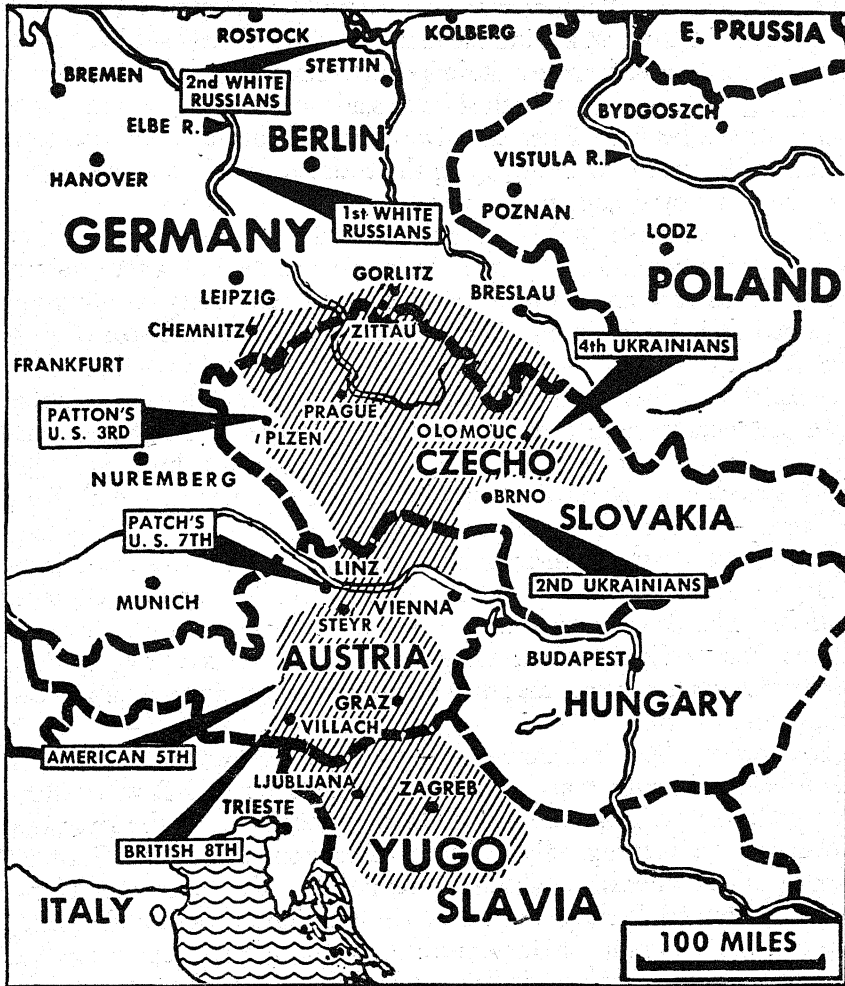 ROSTOCK
KOLBERG
E. PRUSSIA
BREMEN
STETTIN
2nd WHITE
RUSSIANS
BYDGOSZCH
ELBE R.
BERLIN
VISTULA R.
HANOVER
POZNAN
1st WHITE
RUSSIANS
GERMANY
LODZ
GORLITZ
LEIPZIG
BRESLAU
POLAND
CHEMNITZ
ZITTAU
4th UKRAINIANS
FRANKFURT
PRAGUE
PATTON'S
U. S. 3RD
PLZEN
OLOMOUC
NUREMBERG
CZECHO
BRNO
SLOVAKIA
PATCH'S
U. S. 7TH
LINZ
2ND UKRAINIANS
MUNICH
VIENNA
STEYR
AUSTRIA
BUDAPEST
GRAZ
HUNGARY
VILLACH
AMERICAN 5TH
LJUBLJANA
ZAGREB
TRIESTE
BRITISH 8TH
YUGO
SLAVIA
ITALY
100 MILES